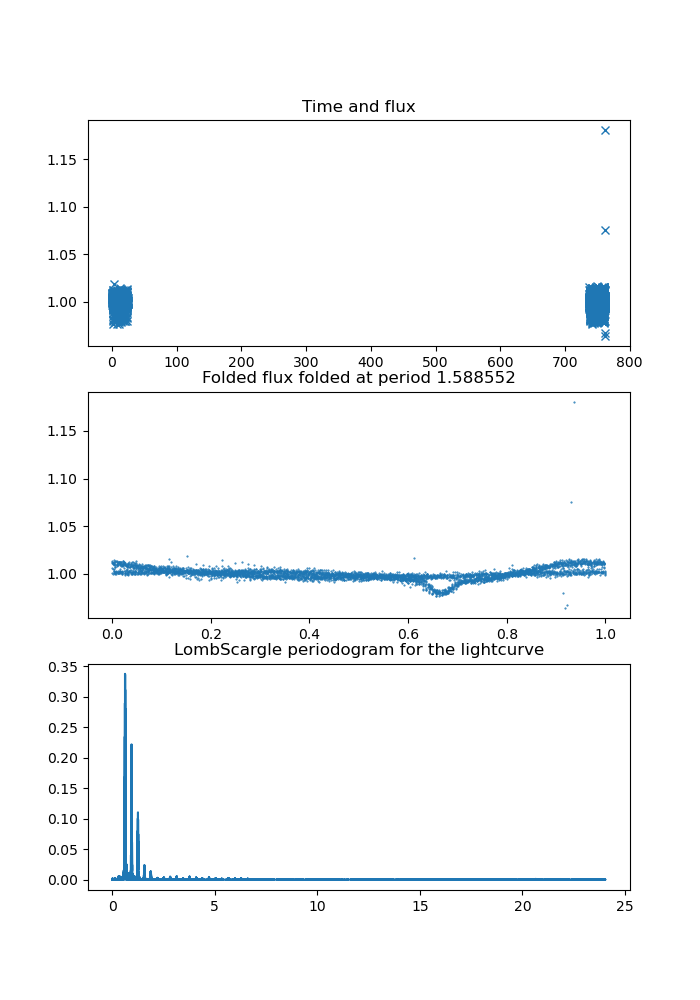 Time and flux
1.15
1.10
1.05
1.00
0 100 200 300 400 500 600 700 800
Folded flux folded at period 1.588552
1.15
1.10
1.05
1.00
0.0 0.2 0.4 0.6 0.8 1.0
LombScargle periodogram for the lightcurve
0.35
0.30
0.25
0.20
0.15
0.10
0.05
0.00
0 5 10 15 20 25